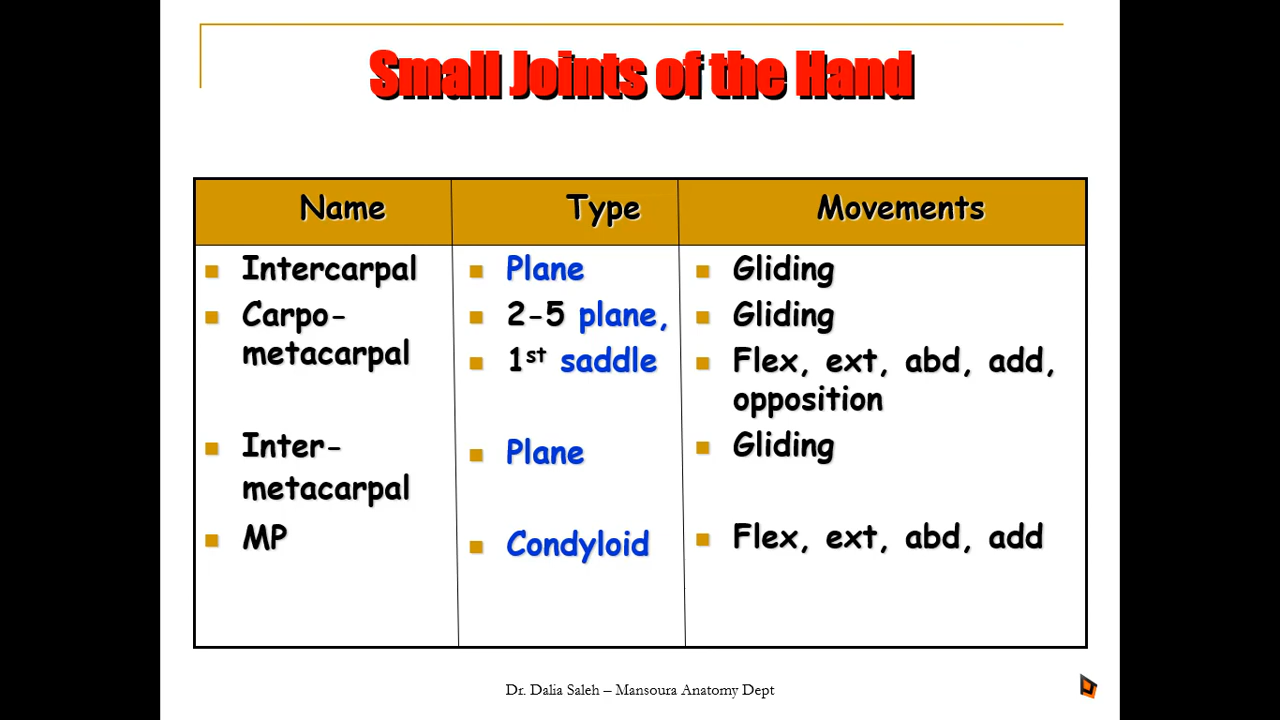 Small Joints of the Hand
Name Type Movements
Intercarpal Plane Gliding
Carpo- 2-5 plane, Gliding
metacarpal 1st saddle Flex, ext, abd, add,
opposition
Inter- Plane Gliding
metacarpal
MP Condyloid Flex, ext, abd, add
Dr. Dalia Saleh – Mansoura Anatomy Dept